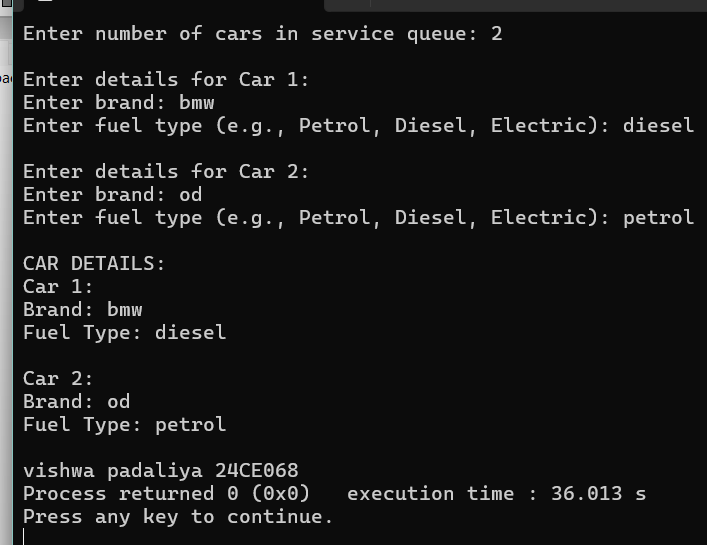 Enter number of cars in service queue: 2
Enter details for Car 1:
Enter brand: bmw
Enter fuel type (e.g., Petrol, Diesel, Electric): diesel
Enter details for Car 2:
Enter brand: od
Enter fuel type (e.g., Petrol, Diesel, Electric): petrol
CAR DETAILS:
Car 1:
Brand: bmw
Fuel Type: diesel
Car 2:
Brand: od
Fuel Type: petrol
vishwa padaliya 24CE068
Process returned 0 (0x0)   execution time : 36.013 s
Press any key to continue.